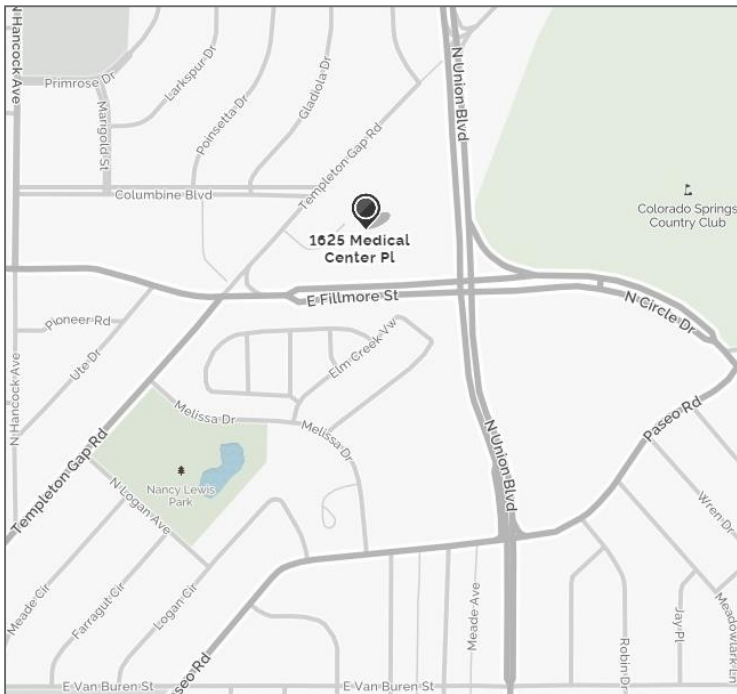 N Hancock Ave
Primrose Dr
Marigold St
Larkspur Dr
Poinsetta Dr
Gladiola Dr
Templeton Gap Rd
N Union Blvd
Columbine Blvd
1625 Medical
Center Pl
Colorado Springs
Country Club
E Fillmore St
N Circle Dr
Pioneer Rd
Ute Dr
N Hancock Ave
Elm Creek Vw
Melissa Dr
Melissa Dr
Templeton Gap Rd
Nancy Lewis
Park
N Logan Ave
N Union Blvd
Paseo Rd
Wren Dr
Meade Cir
Farragut Cir
Logan Cir
Meade Ave
Robin D
Jay Pl
Meadowlark Ln
seo Rd
E Van Buren St
E Van Buren St